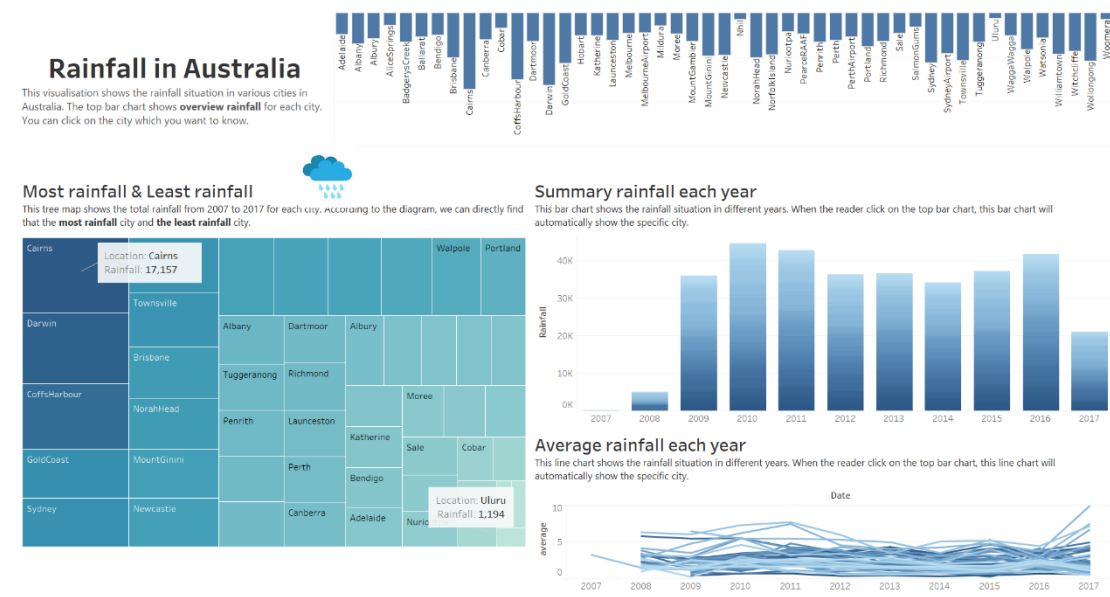 Rainfall in Australia
This visualisation shows the rainfall situation in various cities in
Australia. The top bar chart shows overview rainfall for each city.
You can click on the city which you want to know.
Adelaide
Albany
Albury
AliceSprings
BadgerysCreek
Ballarat
Bendigo
Brisbane
Cairns
Canberra
Cobar
CoffsHarbour
Dartmoor
Darwin
GoldCoast
Hobart
Katherine
Launceston
Melbourne
MelbourneAirport
Mildura
Moree
MountGambier
MountGinini
Newcastle
Nhil
NorahHead
NorfolkIsland
Nuriootpa
PearceRAAF
Penrith
Perth
PerthAirport
Portland
Richmond
Sale
SalmonGums
Sydney
SydneyAirport
Townsville
Tuggeranong
Uluru
WaggaWagga
Walpole
Watsonia
Williamtown
Witchcliffe
Wollongong
Woomera
Most rainfall & Least rainfall
This tree map shows the total rainfall from 2007 to 2017 for each city. According to the diagram, we can directly find
that the most rainfall city and the least rainfall city.
Cairns
Location: Cairns
Rainfall: 17,157
Walpole
Portland
Townsville
Darwin
Albany
Dartmoor
Albury
Brisbane
Tuggeranong
Richmond
CoffsHarbour
NorahHead
Moree
Penrith
Launceston
Katherine
GoldCoast
MountGinini
Sale
Cobar
Perth
Bendigo
Sydney
Newcastle
Canberra
Adelaide
Location: Uluru
Rainfall: 1,194
Summary rainfall each year
This bar chart shows the rainfall situation in different years. When the reader click on the top bar chart, this bar chart will
automatically show the specific city.
Rainfall
40K
30K
20K
10K
0K
2007 2008 2009 2010 2011 2012 2013 2014 2015 2016 2017
Average rainfall each year
This line chart shows the rainfall situation in different years. When the reader click on the top bar chart, this line chart will
automatically show the specific city.
Date
average
10
5
0
2007 2008 2009 2010 2011 2012 2013 2014 2015 2016 2017